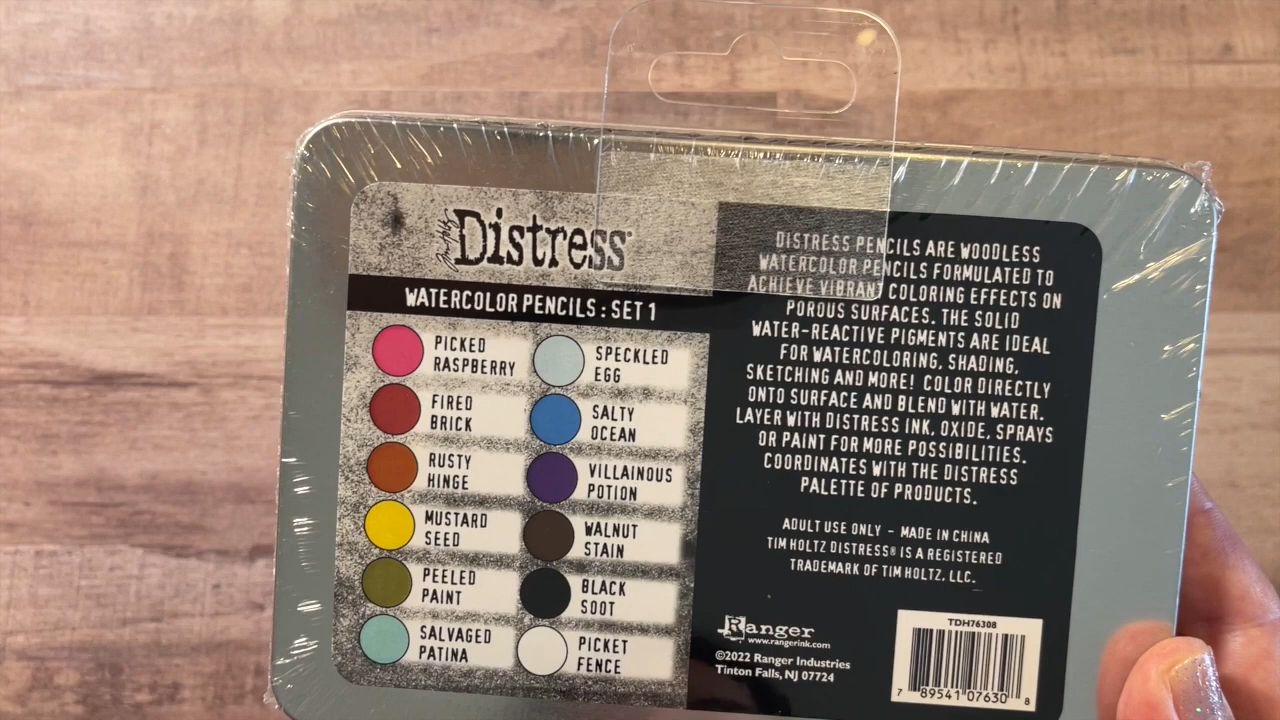 Tim Holtz
Distress®
WATERCOLOR PENCILS : SET 1
PICKED
RASPBERRY
FIRED
BRICK
RUSTY
HINGE
MUSTARD
SEED
PEELED
PAINT
SALVAGED
PATINA
SPECKLED
EGG
SALTY
OCEAN
VILLAINOUS
POTION
WALNUT
STAIN
BLACK
SOOT
PICKET
FENCE
DISTRESS PENCILS ARE WOODLESS
WATERCOLOR PENCILS FORMULATED TO
ACHIEVE VIBRANT COLORING EFFECTS ON
POROUS SURFACES. THE SOLID
WATER-REACTIVE PIGMENTS ARE IDEAL
FOR WATERCOLORING, SHADING,
SKETCHING AND MORE! COLOR DIRECTLY
ONTO SURFACE AND BLEND WITH WATER.
LAYER WITH DISTRESS INK, OXIDE, SPRAYS
OR PAINT FOR MORE POSSIBILITIES.
COORDINATES WITH THE DISTRESS
PALETTE OF PRODUCTS.
ADULT USE ONLY – MADE IN CHINA
TIM HOLTZ DISTRESS® IS A REGISTERED
TRADEMARK OF TIM HOLTZ, LLC.
Ranger
www.rangerink.com
©2022 Ranger Industries
Tinton Falls, NJ 07724
TDH76308
7 89541 07630 8